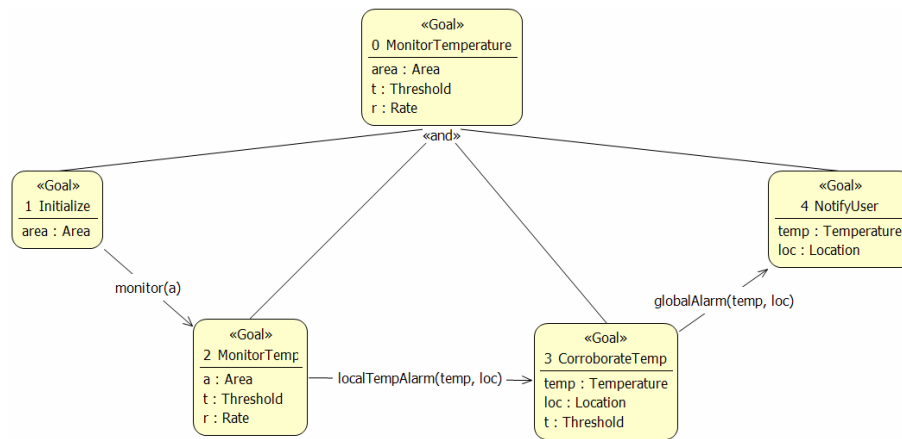 «Goal»
0 MonitorTemperature
area : Area
t : Threshold
r : Rate
«and»
«Goal»
1 Initialize
area : Area
«Goal»
4 NotifyUser
temp : Temperature
loc : Location
monitor(a)
globalAlarm(temp, loc)
«Goal»
2 MonitorTemp
a : Area
t : Threshold
r : Rate
localTempAlarm(temp, loc)
«Goal»
3 CorroborateTemp
temp : Temperature
loc : Location
t : Threshold